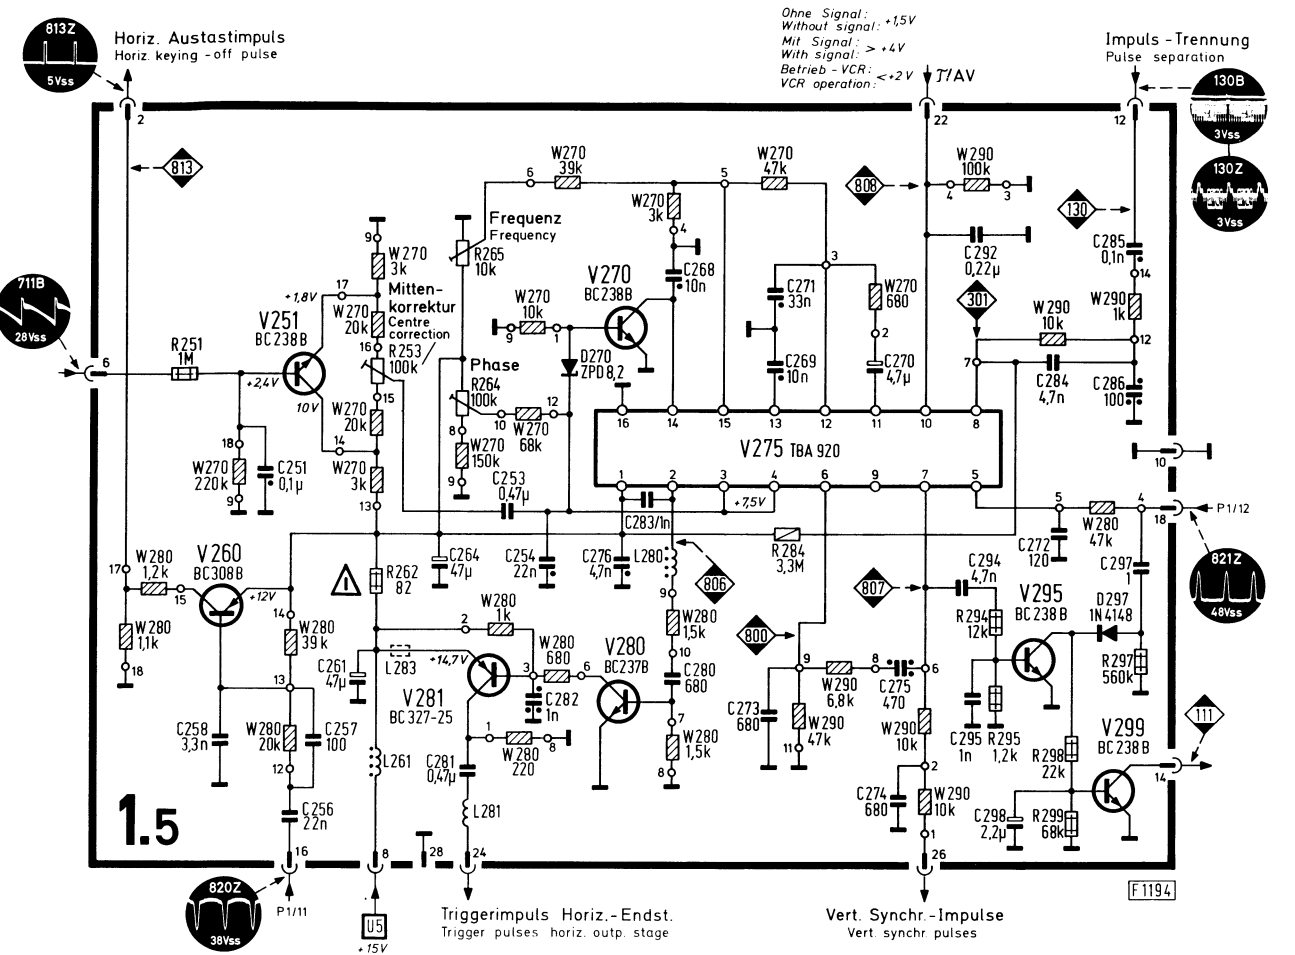 813Z
5Vss
Horiz. Austastimpuls
Horiz. keying-off pulse
2
813
Ohne Signal:
Without signal: +1,5V
Mit Signal:
With signal: > +4V
Betrieb - VCR:
VCR operation: <+2V
T/AV
22
Impuls - Trennung
Pulse separation
12
130B
3Vss
130Z
3Vss
130
W270
39k
6
5
W270
47k
808
W290
100k
4
3
C292
0,22µ
301
C285
0,1n
14
W290
1k
W290
10k
12
7
C284
4,7n
C286
100
711B
28Vss
6
R251
1M
+2,4V
V251
BC238B
+1,8V
10V
17
9
W270
3k
Mitten-
korrektur
Centre
correction
W270
20k
16
R253
100k
15
W270
20k
14
W270
3k
13
18
W270
220k
9
C251
0,1µ
Frequenz
Frequency
R265
10k
Phase
R264
100k
8
W270
150k
9
10
W270
68k
12
W270
10k
9
1
D270
ZPD8,2
V270
BC238B
W270
3k
4
C268
10n
C271
33n
C269
10n
3
W270
680
2
C270
4,7µ
16
14
15
13
12
11
10
8
V275 TBA 920
1
2
3
4
6
9
7
5
+7,5V
C253
0,47µ
C283/1n
C264
47µ
C254
22n
C276
4,7n
L280
806
R284
3,3M
10
5
W280
47k
4
18
P1/12
C272
120
C297
1
821Z
48Vss
17
W280
1,2k
15
V260
BC308B
+12V
W280
1,1k
18
14
W280
39k
13
C258
3,3n
W280
20k
12
C257
100
C256
22n
R262
82
C261
47µ
L283
+14,7V
2
W280
1k
V281
BC327-25
3
W280
680
6
C282
1n
V280
BC237B
9
W280
1,5k
10
C280
680
7
W280
1,5k
8
1
W280
220
8
L261
C281
0,47µ
L281
800
807
9
W290
6,8k
8
C275
470
6
C273
680
W290
47k
11
W290
10k
2
C274
680
W290
10k
1
C294
4,7n
R294
12k
V295
BC238B
D297
1N4148
R297
560k
C295
1n
R295
1,2k
R298
22k
V299
BC238B
111
14
C298
2,2µ
R299
68k
1.5
16
820Z
38Vss
P1/11
8
U5
+15V
28
24
Triggerimpuls Horiz.-Endst.
Trigger pulses horiz. outp. stage
26
Vert. Synchr.-Impulse
Vert. synchr. pulses
F1194